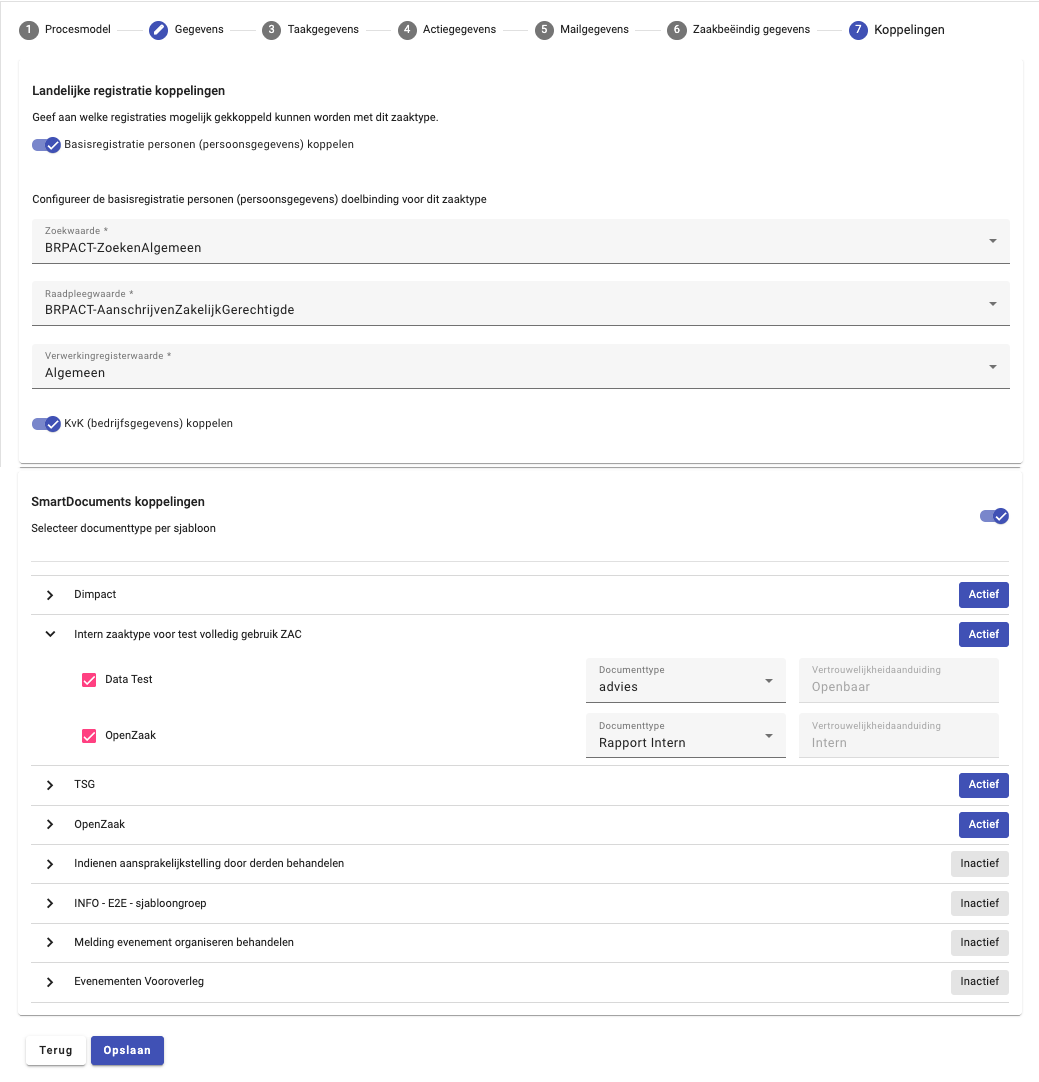 1 Procesmodel Gegevens 3 Taakgegevens 4 Actiegegevens 5 Mailgegevens 6 Zaakbeëindig gegevens 7 Koppelingen
Landelijke registratie koppelingen
Geef aan welke registraties mogelijk gekkoppeld kunnen worden met dit zaaktype.
Basisregistratie personen (persoonsgegevens) koppelen
Configureer de basisregistratie personen (persoonsgegevens) doelbinding voor dit zaaktype
Zoekwaarde *
BRPACT-ZoekenAlgemeen
Raadpleegwaarde *
BRPACT-AanschrijvenZakelijkGerechtigde
Verwerkingregisterwaarde *
Algemeen
KvK (bedrijfsgegevens) koppelen
SmartDocuments koppelingen
Selecteer documenttype per sjabloon
Dimpact Actief
Intern zaaktype voor test volledig gebruik ZAC Actief
Documenttype Vertrouwelijkheidaanduiding
Data Test advies Openbaar
Documenttype Vertrouwelijkheidaanduiding
OpenZaak Rapport Intern Intern
TSG Actief
OpenZaak Actief
Indienen aansprakelijkstelling door derden behandelen Inactief
INFO - E2E - sjabloongroep Inactief
Melding evenement organiseren behandelen Inactief
Evenementen Vooroverleg Inactief
Terug Opslaan